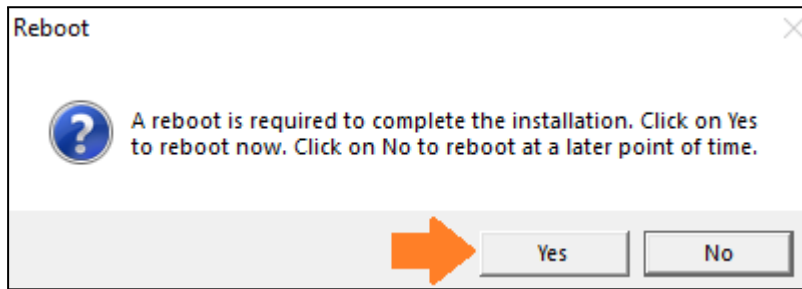 Reboot
A reboot is required to complete the installation. Click on Yes
to reboot now. Click on No to reboot at a later point of time.
Yes
No